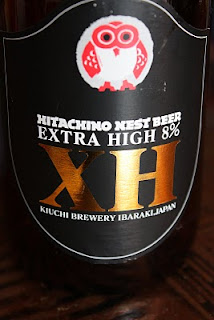 HITACHINO NEST BEER
EXTRA HIGH 8%
XH
KIUCHI BREWERY IBARAKI.JAPAN